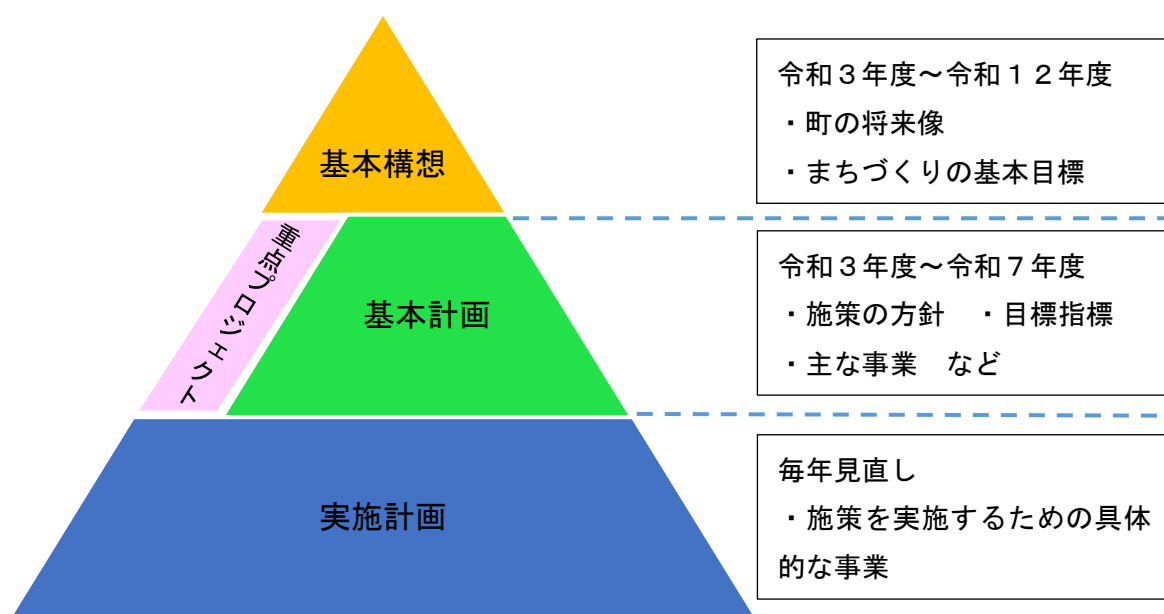 基本構想
令和３年度～令和１２年度
・町の将来像
・まちづくりの基本目標
重点プロジェクト
基本計画
令和３年度～令和７年度
・施策の方針　・目標指標
・主な事業　など
実施計画
毎年見直し
・施策を実施するための具体
的な事業